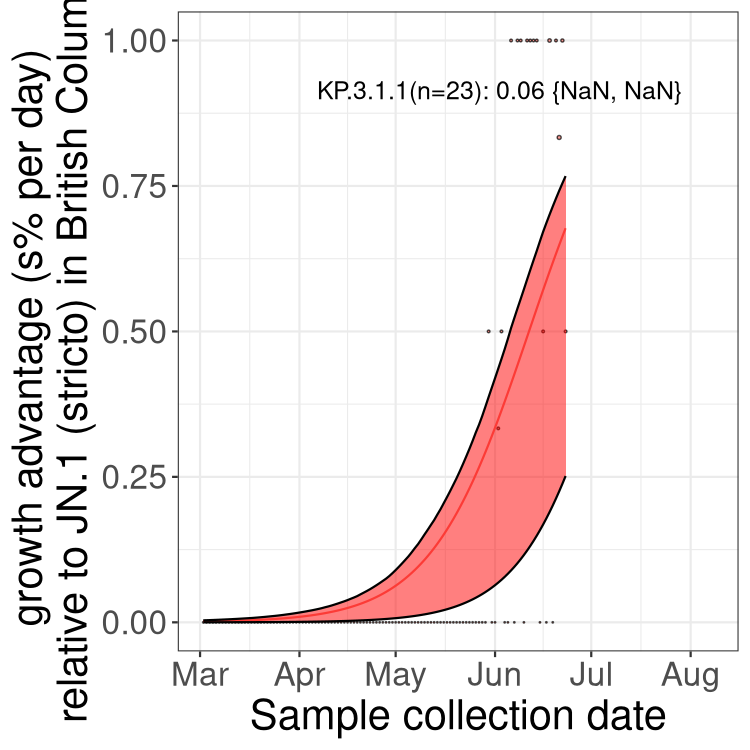 growth advantage (s% per day)
relative to JN.1 (stricto) in British Colum
1.00
0.75
0.50
0.25
0.00
KP.3.1.1(n=23): 0.06 {NaN, NaN}
Mar Apr May Jun Jul Aug
Sample collection date